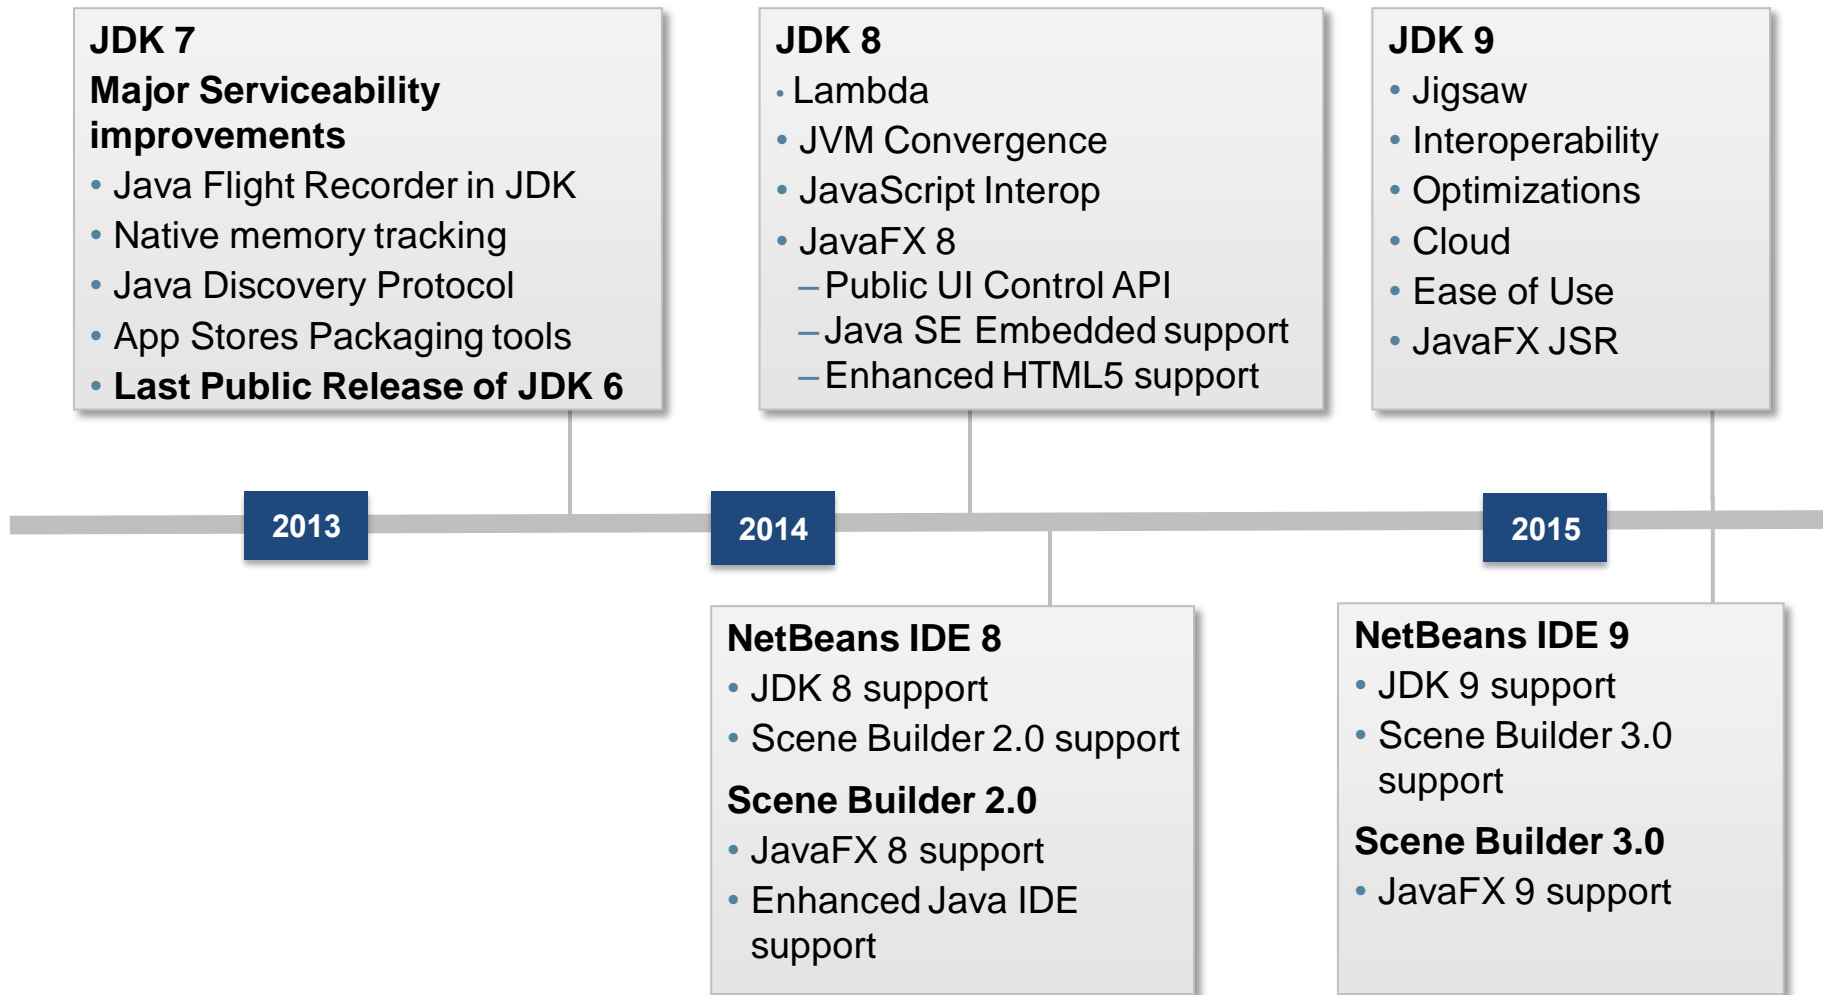 JDK 7
Major Serviceability
improvements
• Java Flight Recorder in JDK
• Native memory tracking
• Java Discovery Protocol
• App Stores Packaging tools
• Last Public Release of JDK 6
JDK 8
• Lambda
• JVM Convergence
• JavaScript Interop
• JavaFX 8
– Public UI Control API
– Java SE Embedded support
– Enhanced HTML5 support
JDK 9
• Jigsaw
• Interoperability
• Optimizations
• Cloud
• Ease of Use
• JavaFX JSR
2013
2014
2015
NetBeans IDE 8
• JDK 8 support
• Scene Builder 2.0 support
Scene Builder 2.0
• JavaFX 8 support
• Enhanced Java IDE
support
NetBeans IDE 9
• JDK 9 support
• Scene Builder 3.0
support
Scene Builder 3.0
• JavaFX 9 support